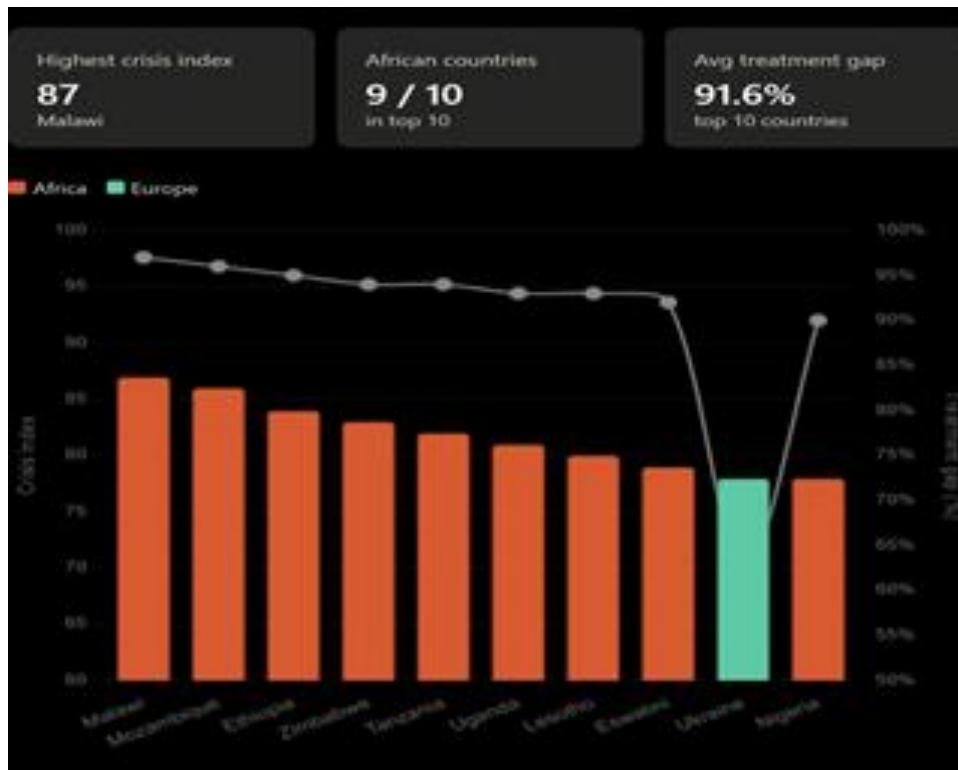 Highest crisis index
87
Malawi
African countries
9 / 10
in top 10
Avg treatment gap
91.6%
top 10 countries
Africa
Europe
100
95
90
85
80
75
70
65
60
100%
95%
90%
85%
80%
75%
70%
65%
60%
55%
50%
Crisis index
Malawi
Mozambique
Ethiopia
Zimbabwe
Tanzania
Uganda
Lesotho
Eswatini
Ukraine
Nigeria